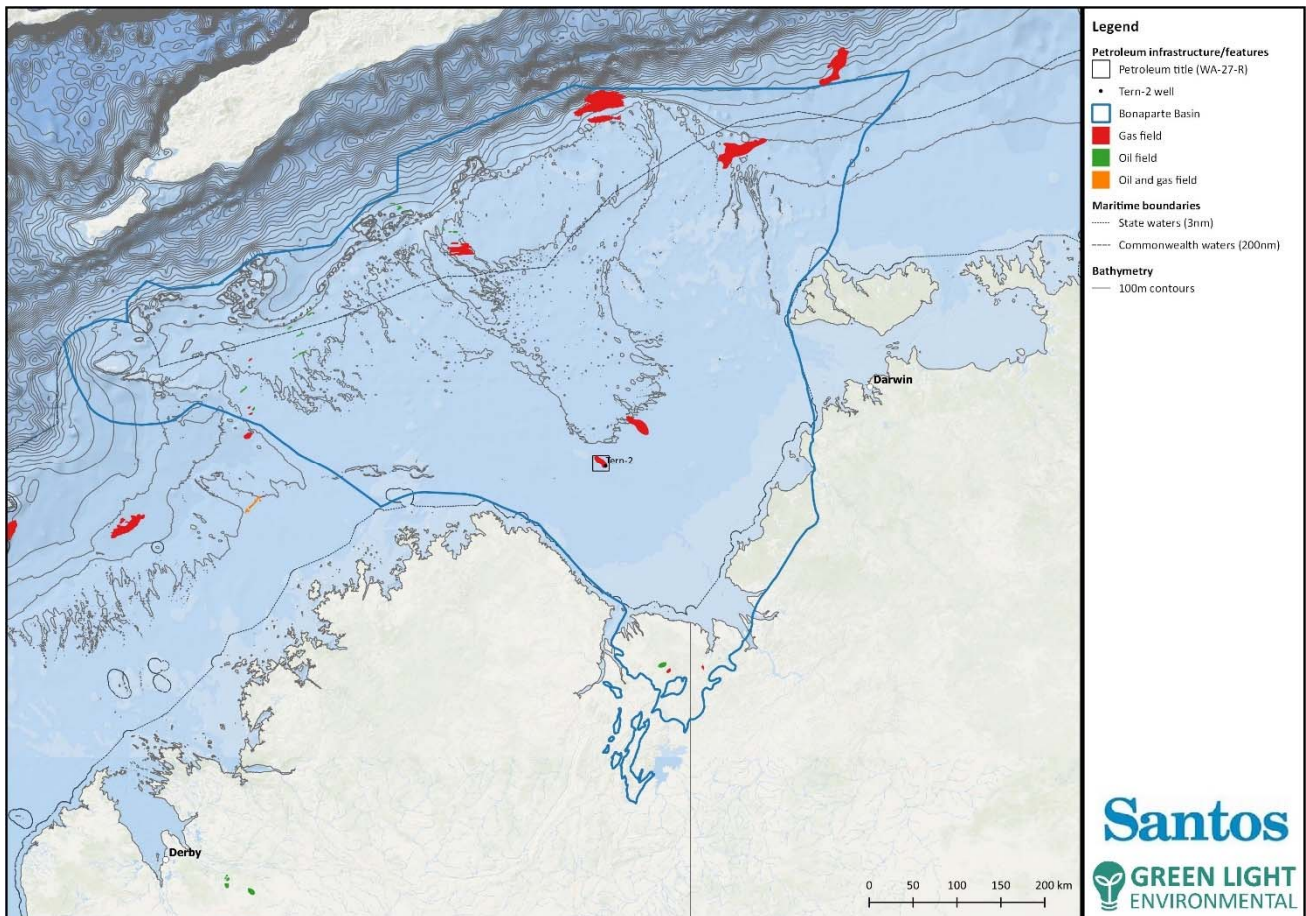 Legend
Petroleum infrastructure/features
Petroleum title (WA-27-R)
Tern-2 well
Bonaparte Basin
Gas field
Oil field
Oil and gas field
Maritime boundaries
State waters (3nm)
Commonwealth waters (200nm)
Bathymetry
100m contours
Darwin
Tern-2
Derby
0 50 100 150 200 km
Santos
GREEN LIGHT
ENVIRONMENTAL